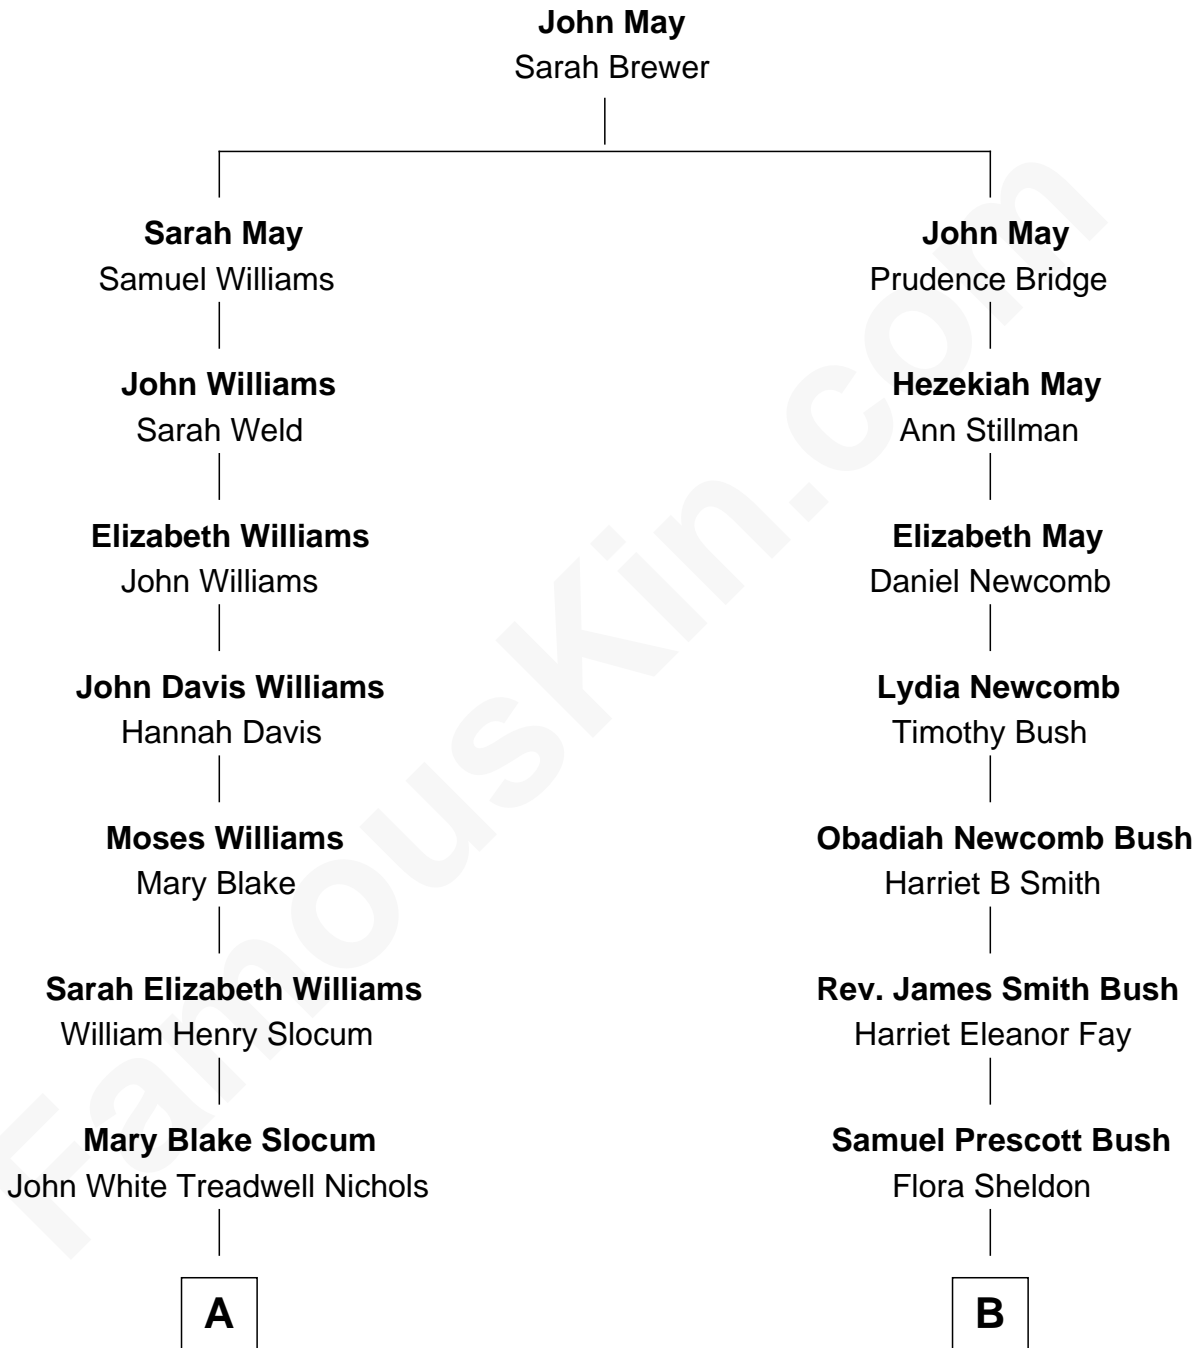 John May
Sarah Brewer
Sarah May
Samuel Williams
John Williams
Sarah Weld
Elizabeth Williams
John Williams
John Davis Williams
Hannah Davis
Moses Williams
Mary Blake
Sarah Elizabeth Williams
William Henry Slocum
Mary Blake Slocum
John White Treadwell Nichols
A
John May
Prudence Bridge
Hezekiah May
Ann Stillman
Elizabeth May
Daniel Newcomb
Lydia Newcomb
Timothy Bush
Obadiah Newcomb Bush
Harriet B Smith
Rev. James Smith Bush
Harriet Eleanor Fay
Samuel Prescott Bush
Flora Sheldon
B
FamousKin.com